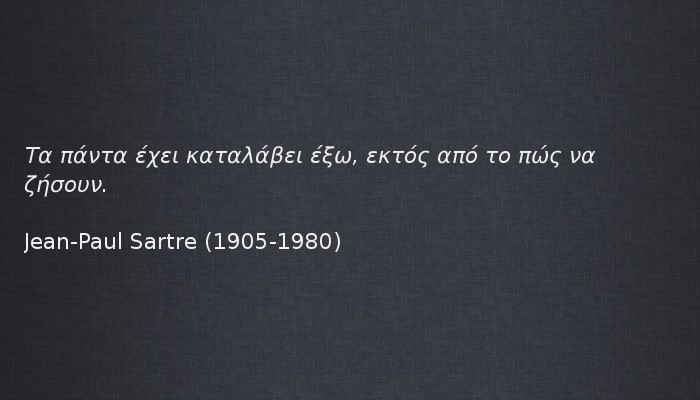 Τα πάντα έχει καταλάβει έξω, εκτός από το πώς να
ζήσουν.
Jean-Paul Sartre (1905-1980)